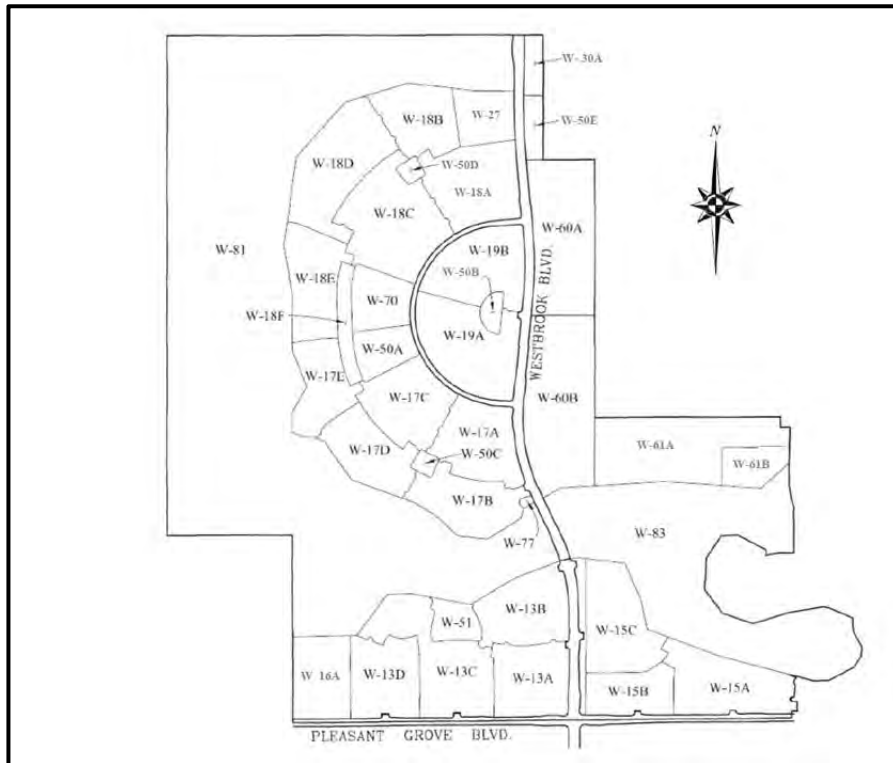 W-30A
W-18B
W-27
W-50E
N
W-18D
W-50D
W-18A
W-18C
W-60A
W-19B
W-81
W-50B
W-18E
W-70
W-18F
WESTBROOK BLVD.
W-19A
W-50A
W-17E
W-17C
W-60B
W-17A
W-61A
W-17D
W-50C
W-61B
W-17B
W-83
W-77
W-13B
W-51
W-15C
W-16A
W-13D
W-13C
W-13A
W-15B
W-15A
PLEASANT GROVE BLVD.